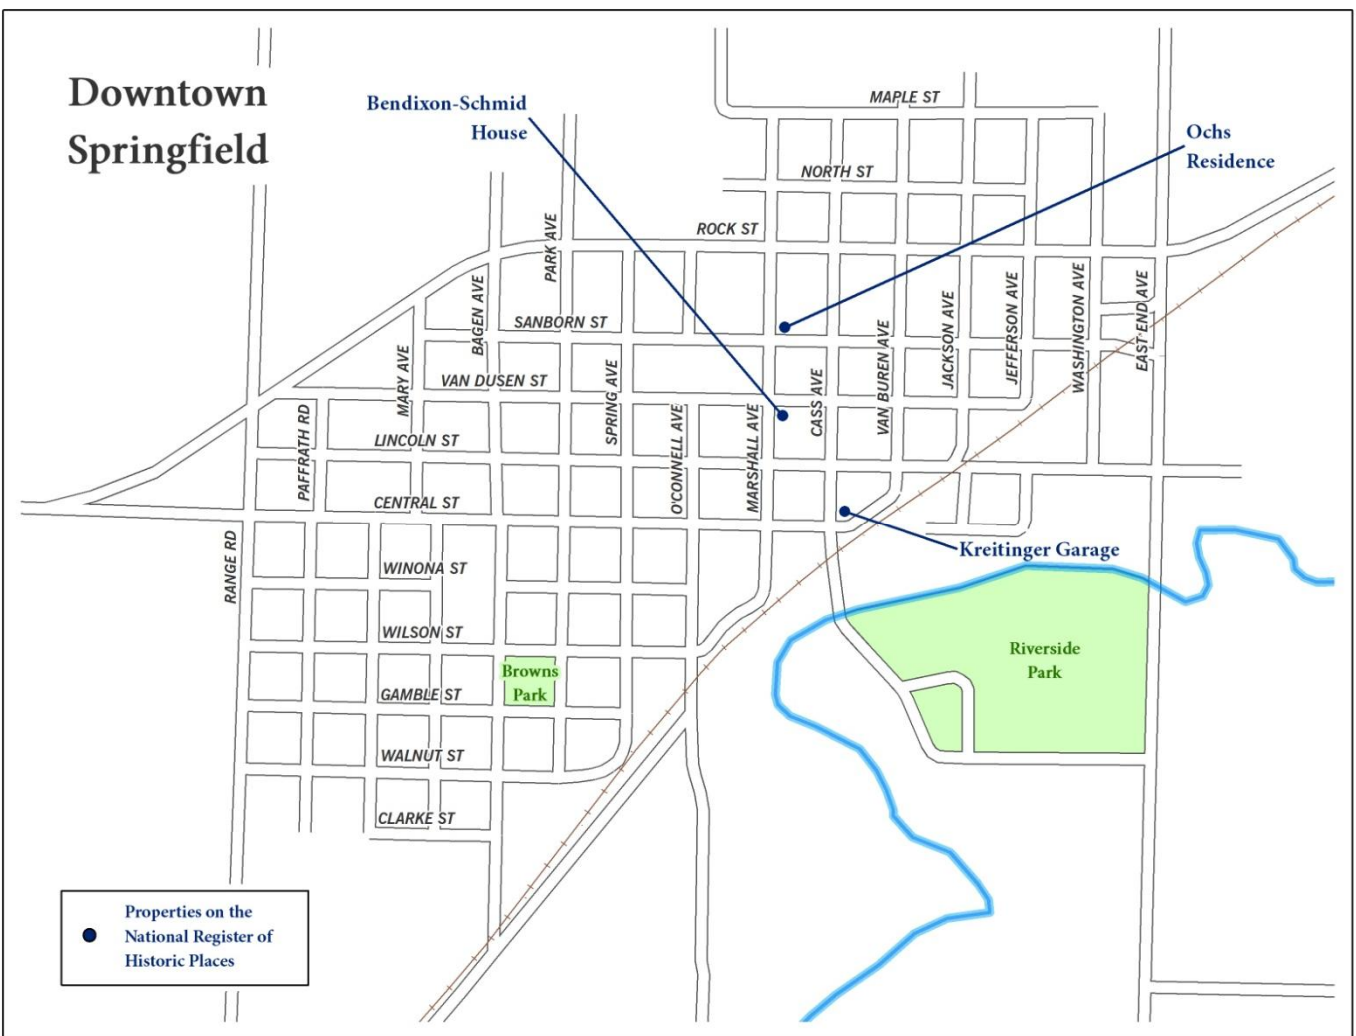 Downtown
Springfield
Bendixon-Schmid
House
Ochs
Residence
MAPLE ST
NORTH ST
ROCK ST
PARK AVE
BAGEN AVE
SANBORN ST
MARY AVE
VAN DUSEN ST
SPRING AVE
CASS AVE
VAN BUREN AVE
JACKSON AVE
JEFFERSON AVE
WASHINGTON AVE
EAST END AVE
PAFFRATH RD
LINCOLN ST
O'CONNELL AVE
MARSHALL AVE
CENTRAL ST
RANGE RD
Kreitinger Garage
WINONA ST
WILSON ST
Browns
Park
Riverside
Park
GAMBLE ST
WALNUT ST
CLARKE ST
Properties on the
National Register of
Historic Places